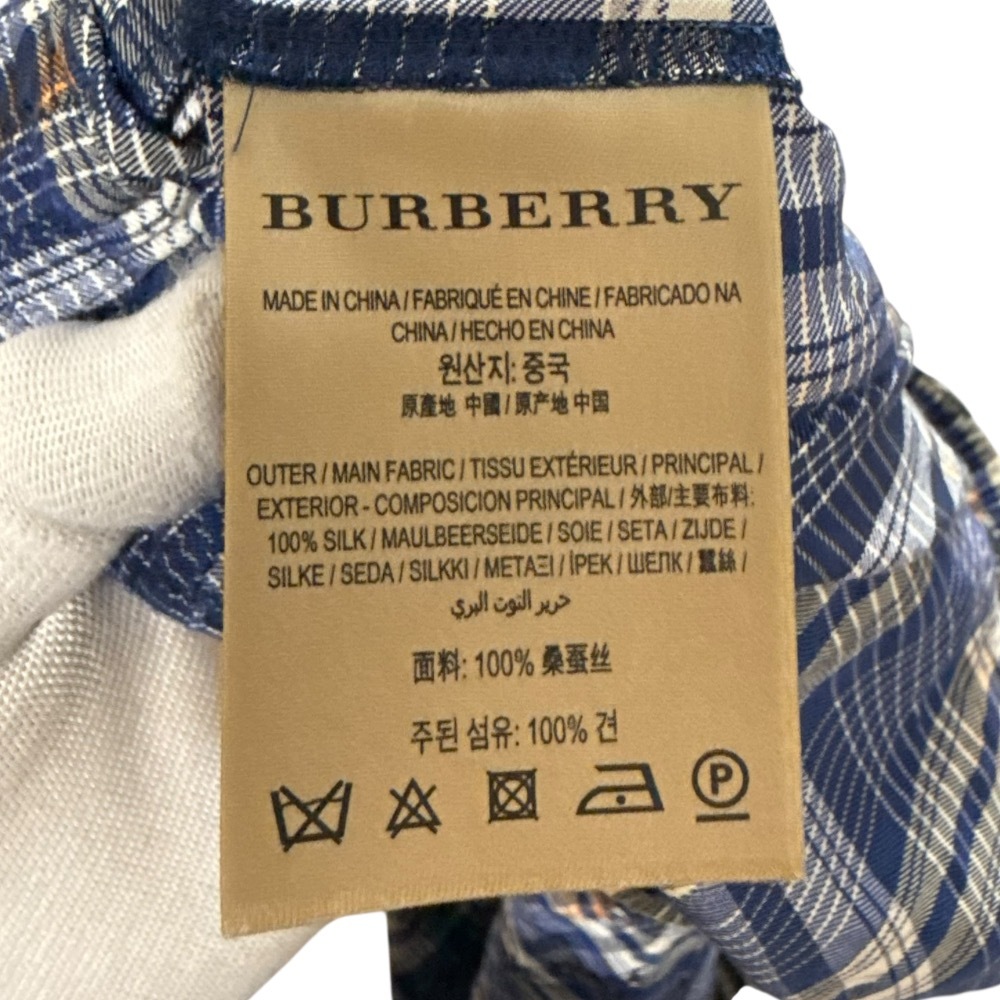 BURBERRY
MADE IN CHINA / FABRIQUÉ EN CHINE / FABRICADO NA
CHINA / HECHO EN CHINA
원산지: 중국
原產地 中國 / 原产地 中国
OUTER / MAIN FABRIC / TISSU EXTÉRIEUR / PRINCIPAL /
EXTERIOR - COMPOSICION PRINCIPAL / 外部/主要布料:
100% SILK / MAULBEERSEIDE / SOIE / SETA / ZIJDE /
SILKE / SEDA / SILKKI / ΜΕΤΑΞΙ / İPEK / ШЕЛК / 蠶絲 /
حرير التوت البري
面料: 100% 桑蚕丝
주된 섬유: 100% 견
P